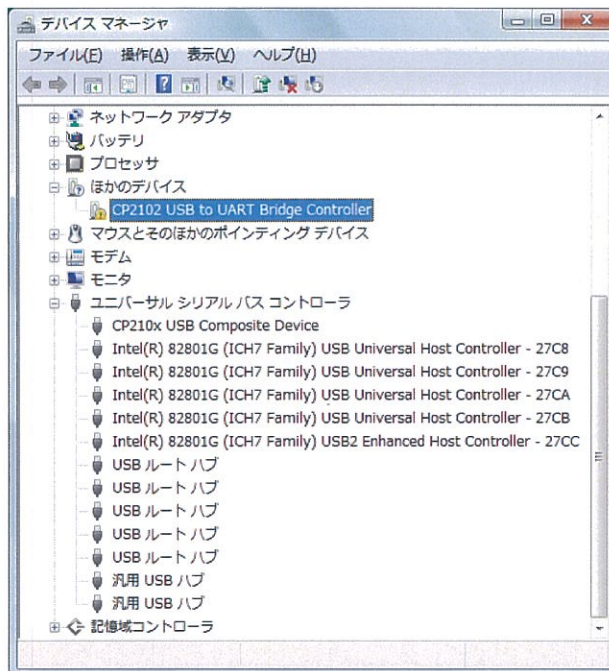 デバイス マネージャ
ファイル(F) 操作(A) 表示(V) ヘルプ(H)
ネットワーク アダプタ
バッテリ
プロセッサ
ほかのデバイス
CP2102 USB to UART Bridge Controller
マウスとそのほかのポインティング デバイス
モデム
モニタ
ユニバーサル シリアル バス コントローラ
CP210x USB Composite Device
Intel(R) 82801G (ICH7 Family) USB Universal Host Controller - 27C8
Intel(R) 82801G (ICH7 Family) USB Universal Host Controller - 27C9
Intel(R) 82801G (ICH7 Family) USB Universal Host Controller - 27CA
Intel(R) 82801G (ICH7 Family) USB Universal Host Controller - 27CB
Intel(R) 82801G (ICH7 Family) USB2 Enhanced Host Controller - 27CC
USB ルート ハブ
USB ルート ハブ
USB ルート ハブ
USB ルート ハブ
USB ルート ハブ
汎用 USB ハブ
汎用 USB ハブ
記憶域コントローラ